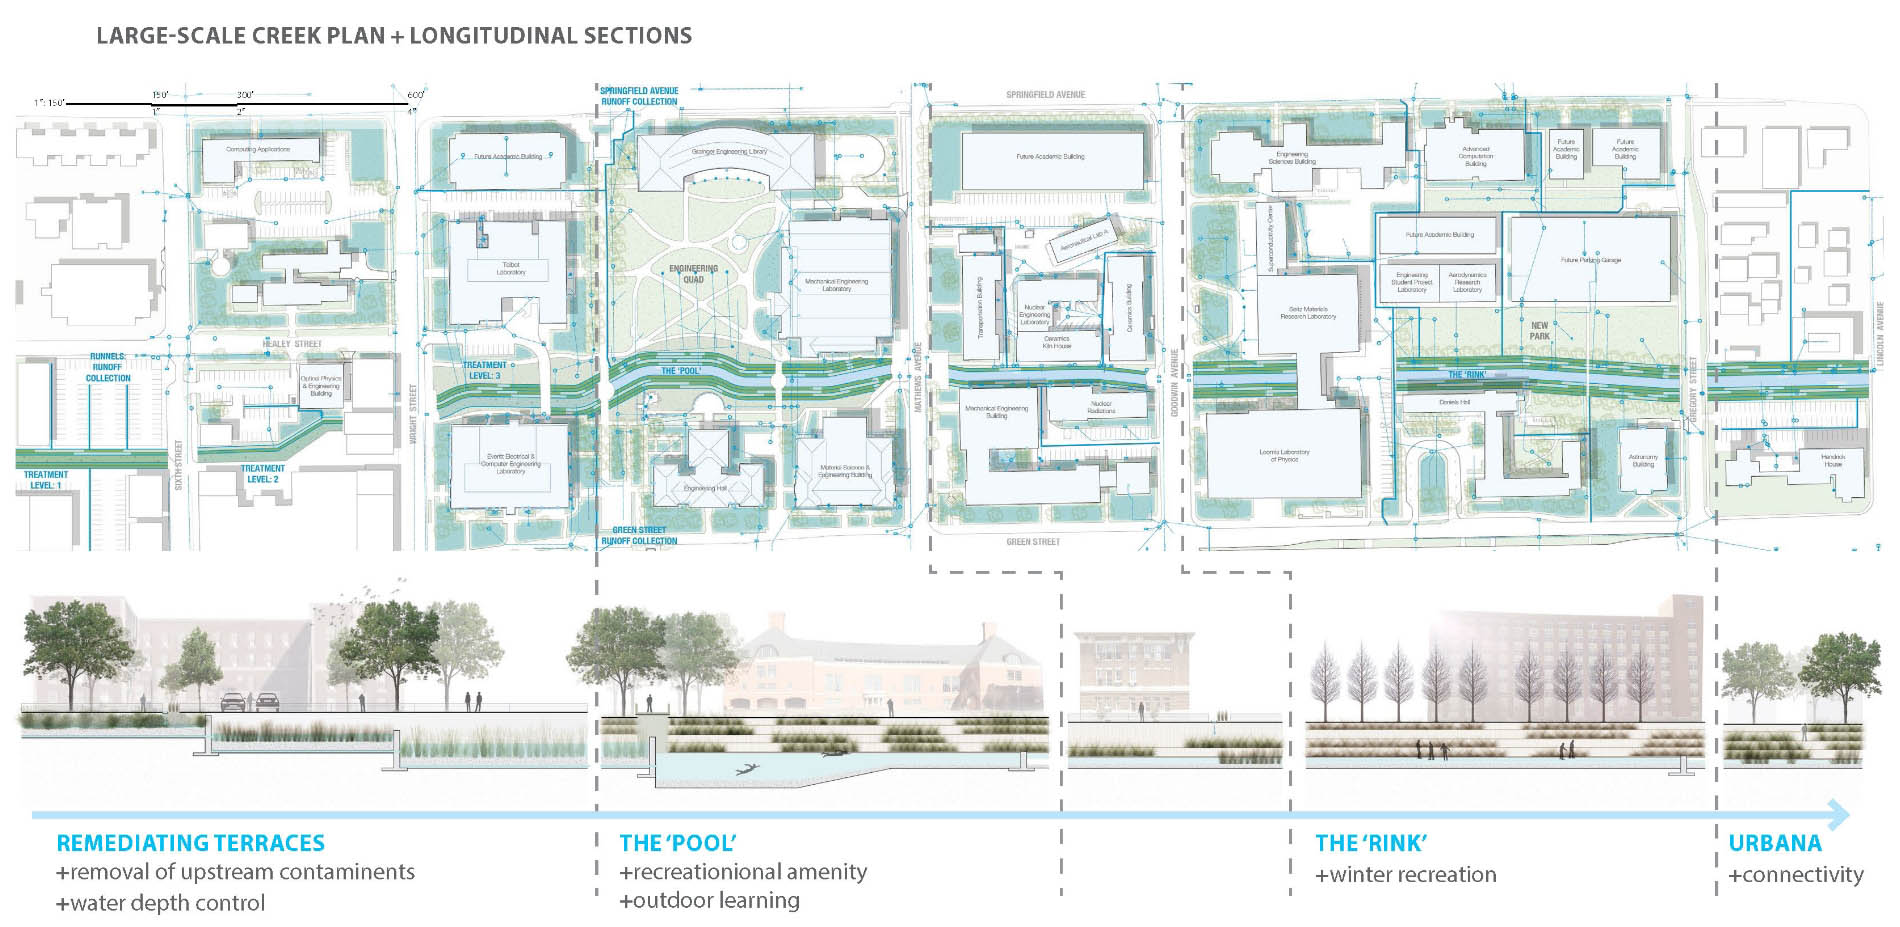 LARGE-SCALE CREEK PLAN + LONGITUDINAL SECTIONS
1":150'
150'
300'
600'
1"
2"
4"
SPRINGFIELD AVENUE
RUNOFF COLLECTION
SPRINGFIELD AVENUE
Computing Applications
Future Academic Building
Grainger Engineering Library
Future Academic Building
Engineering
Sciences Building
Advanced
Computation
Building
Future
Academic
Building
Future
Academic
Building
Talbot
Laboratory
ENGINEERING
QUAD
Mechanical Engineering
Laboratory
Transportation Building
Aeronautical Lab A
Nuclear
Engineering
Laboratory
Ceramics
Kiln House
Ceramics Building
Superconductivity Center
Seitz Materials
Research Laboratory
Future Academic Building
Engineering
Student Project
Laboratory
Aerodynamics
Research
Laboratory
Future Parking Garage
NEW
PARK
HEALEY STREET
RUNNELS:
RUNOFF
COLLECTION
Optical Physics
& Engineering
Building
TREATMENT
LEVEL: 3
THE 'POOL'
THE 'RINK'
MATHEWS AVENUE
GOODWIN AVENUE
GREGORY STREET
LINCOLN AVENUE
WRIGHT STREET
SIXTH STREET
TREATMENT
LEVEL: 1
TREATMENT
LEVEL: 2
Everitt Electrical &
Computer Engineering
Laboratory
Engineering Hall
Material Science &
Engineering Building
Mechanical Engineering
Building
Nuclear
Radiations
Loomis Laboratory
of Physics
Daniels Hall
Astronomy
Building
Hendrick
House
GREEN STREET
RUNOFF COLLECTION
GREEN STREET
REMEDIATING TERRACES
+removal of upstream contaminents
+water depth control
THE 'POOL'
+recreationional amenity
+outdoor learning
THE 'RINK'
+winter recreation
URBANA
+connectivity